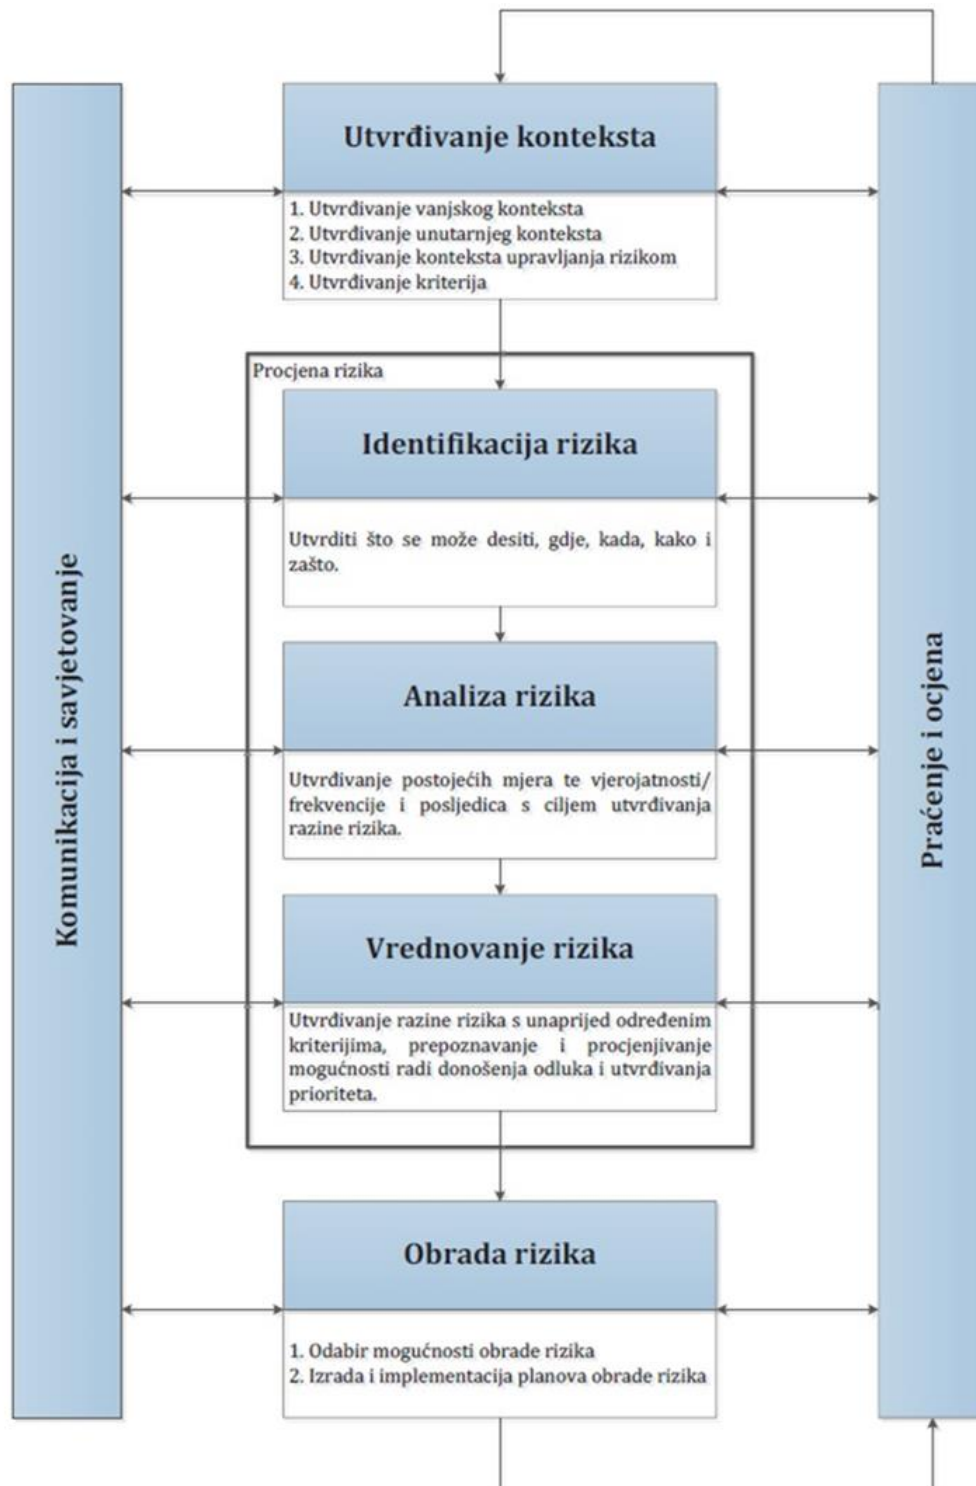 Komunikacija i savjetovanje
Utvrđivanje konteksta
1. Utvrđivanje vanjskog konteksta
2. Utvrđivanje unutarnjeg konteksta
3. Utvrđivanje konteksta upravljanja rizikom
4. Utvrđivanje kriterija
Procjena rizika
Identifikacija rizika
Utvrditi što se može desiti, gdje, kada, kako i
zašto.
Analiza rizika
Utvrđivanje postojećih mjera te vjerojatnosti/
frekvencije i posljedica s ciljem utvrđivanja
razine rizika.
Vrednovanje rizika
Utvrđivanje razine rizika s unaprijed određenim
kriterijima, prepoznavanje i procjenjivanje
mogućnosti radi donošenja odluka i utvrđivanja
prioriteta.
Obrada rizika
1. Odabir mogućnosti obrade rizika
2. Izrada i implementacija planova obrade rizika
Praćenje i ocjena